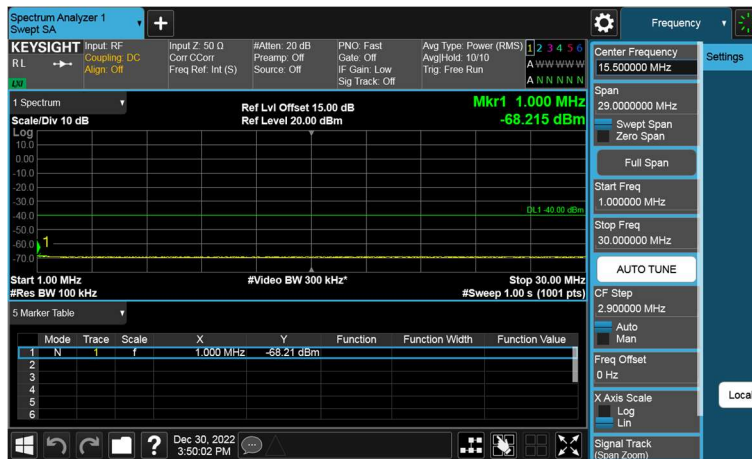 Spectrum Analyzer 1
Swept SA
+
Frequency
KEYSIGHT
RL
LXI
Input: RF
Coupling: DC
Align: Off
Input Z: 50 Ω
Corr CCorr
Freq Ref: Int (S)
#Atten: 20 dB
Preamp: Off
Source: Off
PNO: Fast
Gate: Off
IF Gain: Low
Sig Track: Off
Avg Type: Power (RMS)
Avg|Hold: 10/10
Trig: Free Run
1 2 3 4 5 6
A W W W W W
A N N N N N
1 Spectrum
Scale/Div 10 dB
Ref Lvl Offset 15.00 dB
Ref Level 20.00 dBm
Mkr1 1.000 MHz
-68.215 dBm
Log
10.0
0.00
-10.0
-20.0
-30.0
-40.0
-50.0
-60.0
-70.0
DL1 -40.00 dBm
1
Start 1.00 MHz
#Res BW 100 kHz
#Video BW 300 kHz*
Stop 30.00 MHz
#Sweep 1.00 s (1001 pts)
5 Marker Table
Mode Trace Scale X Y Function Function Width Function Value
1 N 1 f 1.000 MHz -68.21 dBm
2
3
4
5
6
Dec 30, 2022
3:50:02 PM
Center Frequency
15.500000 MHz
Settings
Span
29.0000000 MHz
Swept Span
Zero Span
Full Span
Start Freq
1.000000 MHz
Stop Freq
30.000000 MHz
AUTO TUNE
CF Step
2.900000 MHz
Auto
Man
Freq Offset
0 Hz
X Axis Scale
Log
Lin
Local
Signal Track
(Span Zoom)